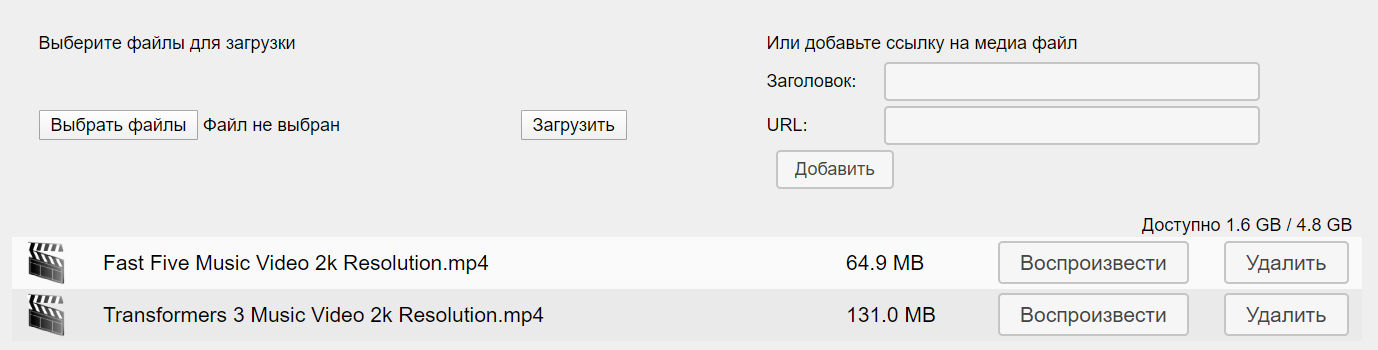 Выберите файлы для загрузки
Выбрать файлы Файл не выбран Загрузить
Или добавьте ссылку на медиа файл
Заголовок:
URL:
Добавить
Доступно 1.6 GB / 4.8 GB
Fast Five Music Video 2k Resolution.mp4 64.9 MB Воспроизвести Удалить
Transformers 3 Music Video 2k Resolution.mp4 131.0 MB Воспроизвести Удалить